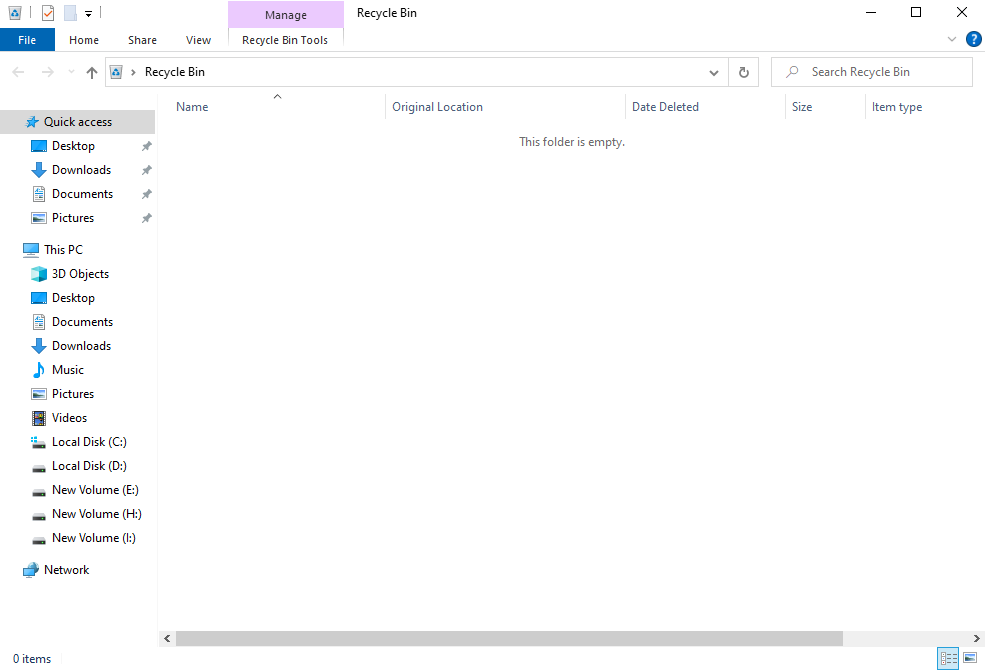 Manage
Recycle Bin
File
Home
Share
View
Recycle Bin Tools
?
Recycle Bin
Search Recycle Bin
Name
Original Location
Date Deleted
Size
Item type
This folder is empty.
Quick access
Desktop
Downloads
Documents
Pictures
This PC
3D Objects
Desktop
Documents
Downloads
Music
Pictures
Videos
Local Disk (C:)
Local Disk (D:)
New Volume (E:)
New Volume (H:)
New Volume (I:)
Network
0 items